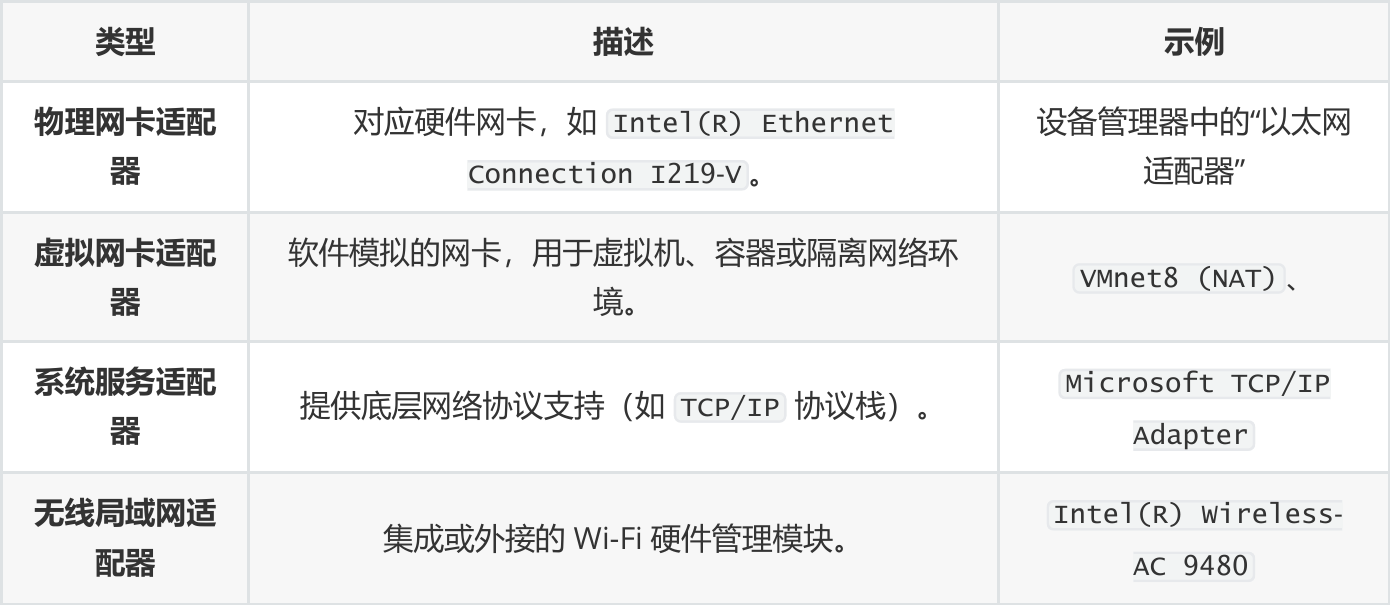 类型
描述
示例
物理网卡适配
器
对应硬件网卡，如 Intel(R) Ethernet
Connection I219-V。
设备管理器中的“以太网
适配器”
虚拟网卡适配
器
软件模拟的网卡，用于虚拟机、容器或隔离网络环
境。
VMnet8 (NAT)、
系统服务适配
器
提供底层网络协议支持（如 TCP/IP 协议栈）。
Microsoft TCP/IP
Adapter
无线局域网适
配器
集成或外接的 Wi-Fi 硬件管理模块。
Intel(R) Wireless-
AC 9480